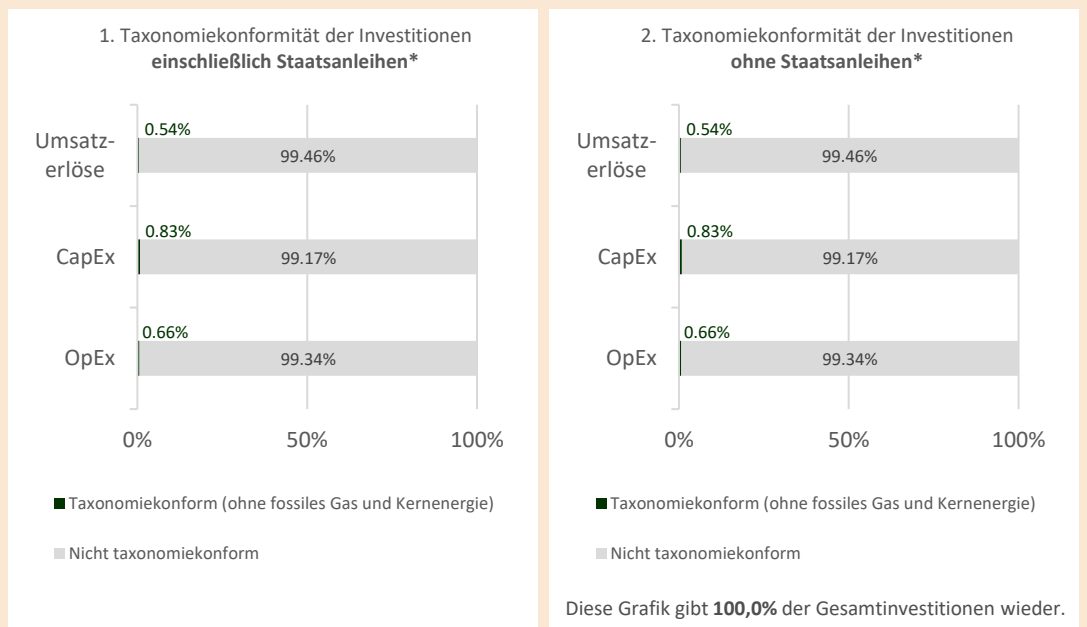 1. Taxonomiekonformität der Investitionen
einschließlich Staatsanleihen*
Umsatz-
erlöse
0.54%
99.46%
CapEx
0.83%
99.17%
OpEx
0.66%
99.34%
0%
50%
100%
Taxonomiekonform (ohne fossiles Gas und Kernenergie)
Nicht taxonomiekonform
2. Taxonomiekonformität der Investitionen
ohne Staatsanleihen*
Umsatz-
erlöse
0.54%
99.46%
CapEx
0.83%
99.17%
OpEx
0.66%
99.34%
0%
50%
100%
Taxonomiekonform (ohne fossiles Gas und Kernenergie)
Nicht taxonomiekonform
Diese Grafik gibt 100,0% der Gesamtinvestitionen wieder.